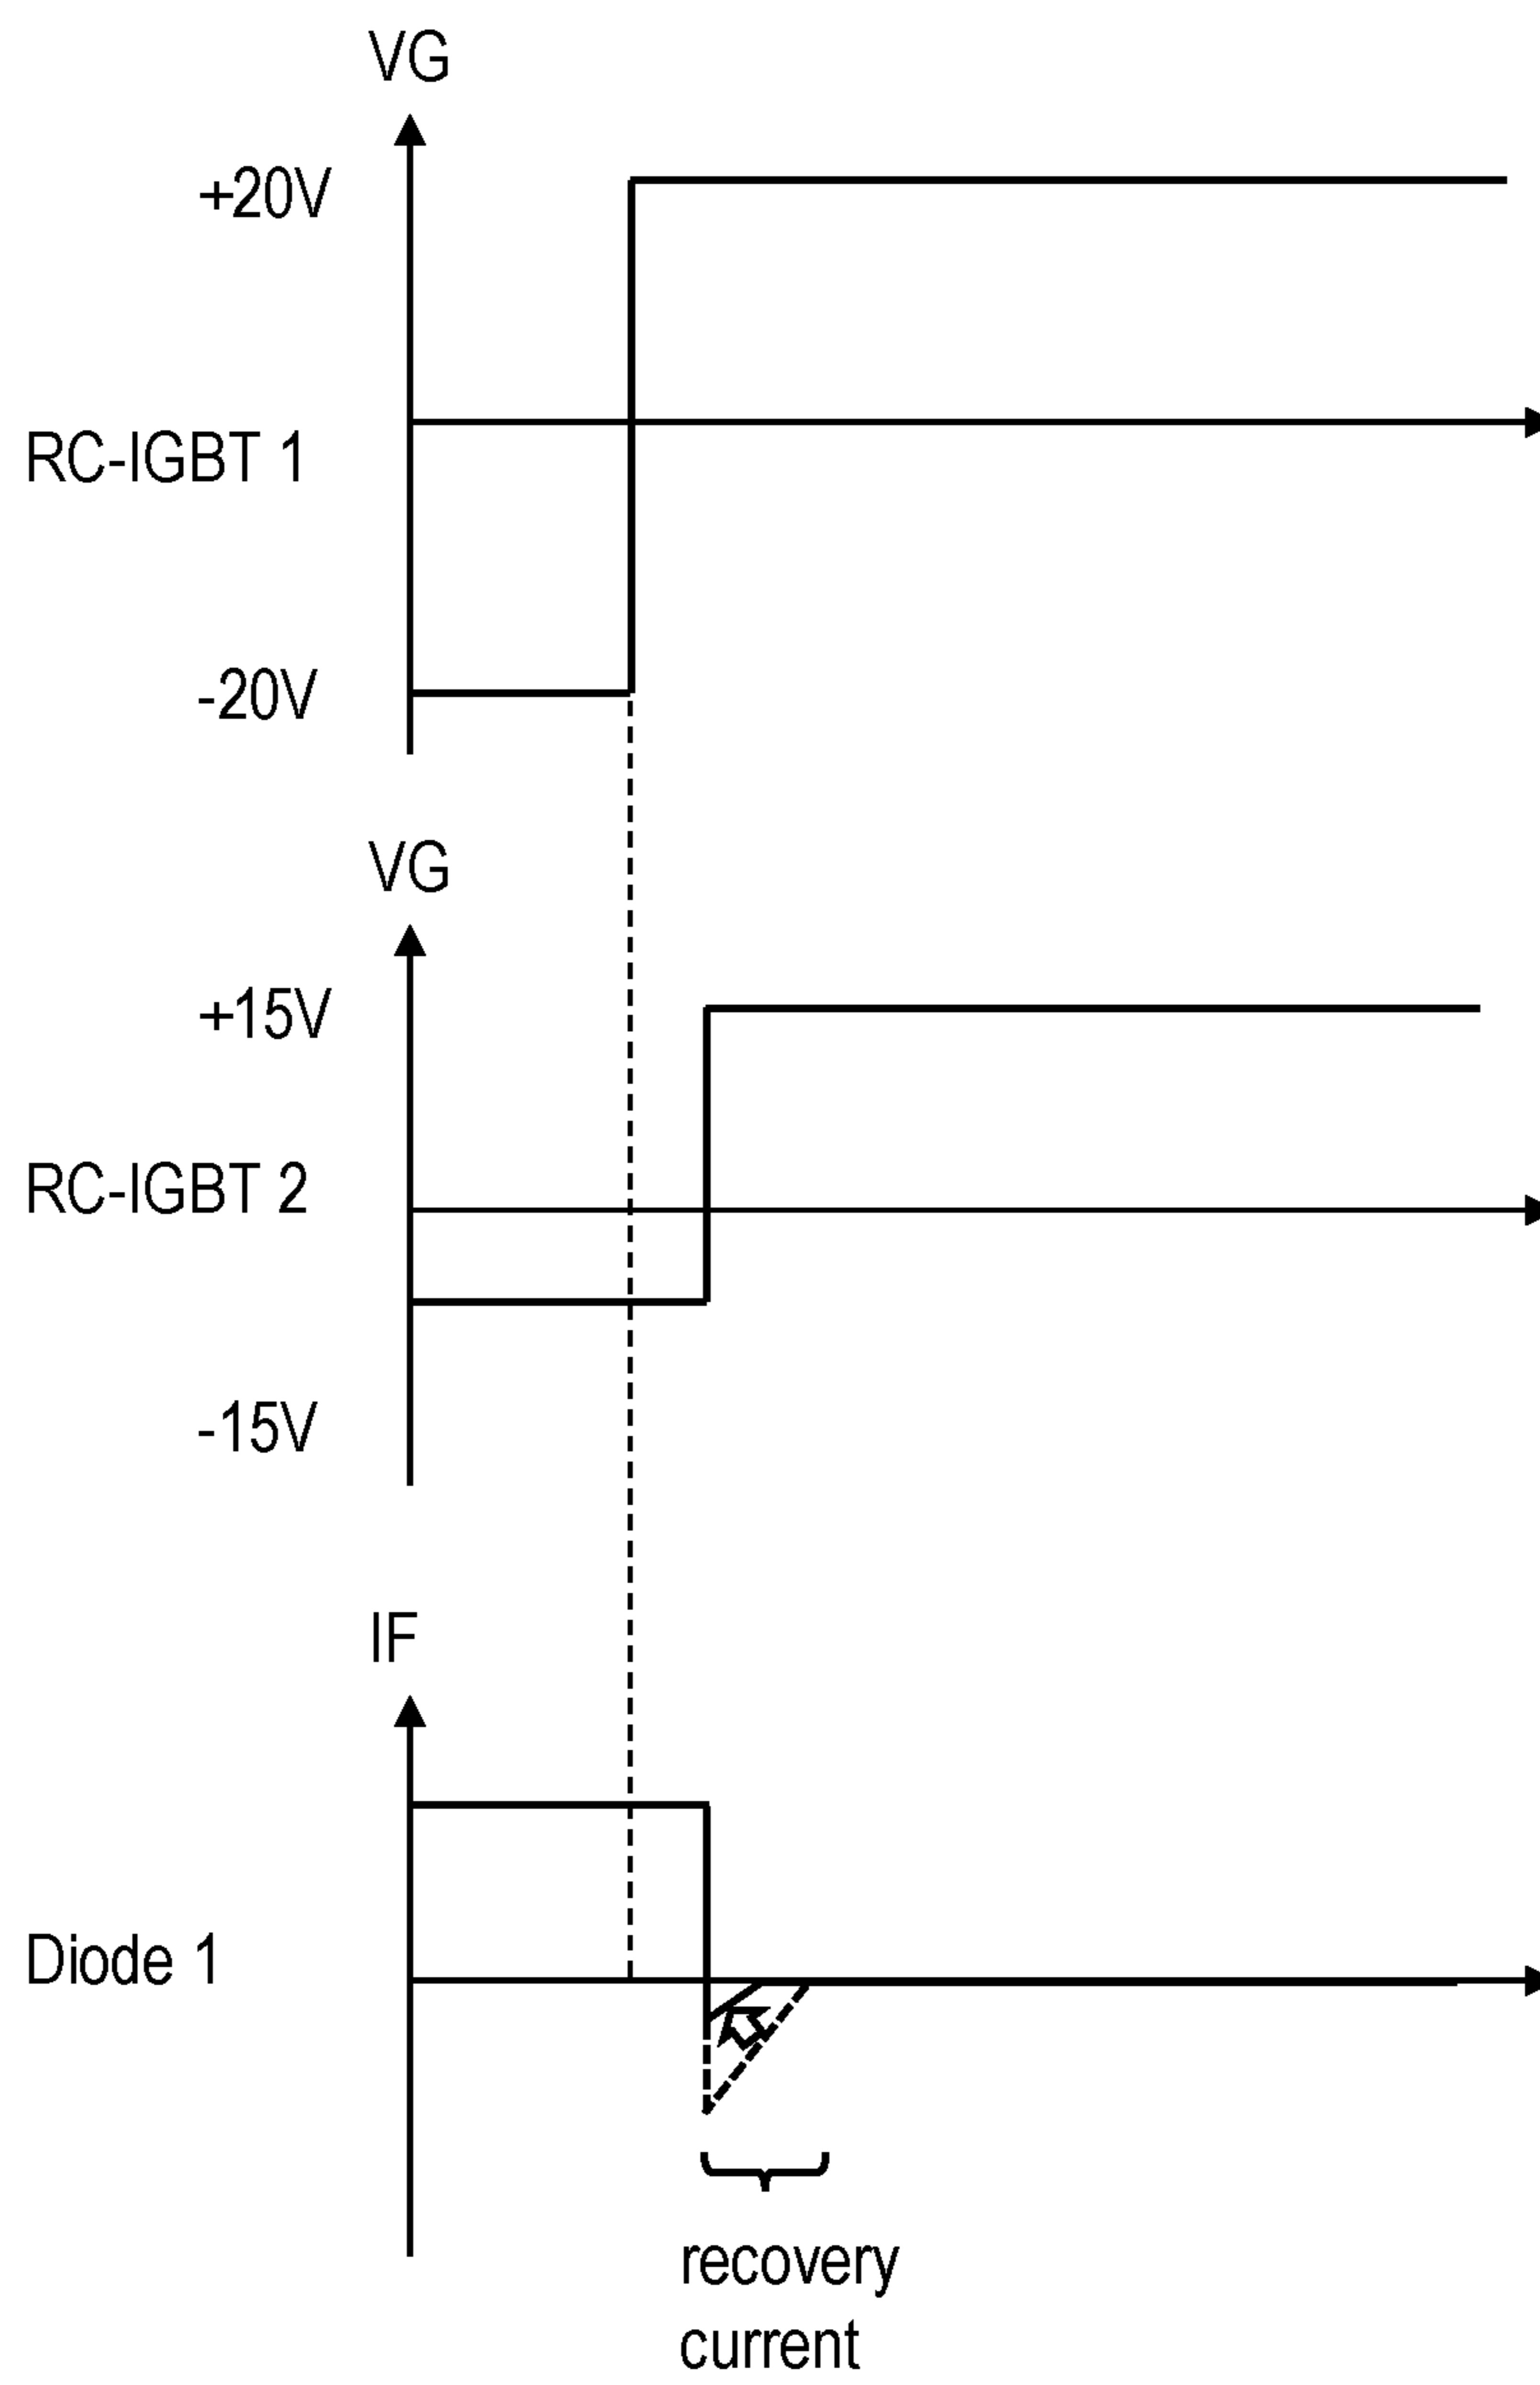 VG
+20V
RC-IGBT 1
-20V
VG
+15V
RC-IGBT 2
-15V
IF
Diode 1
recovery
current